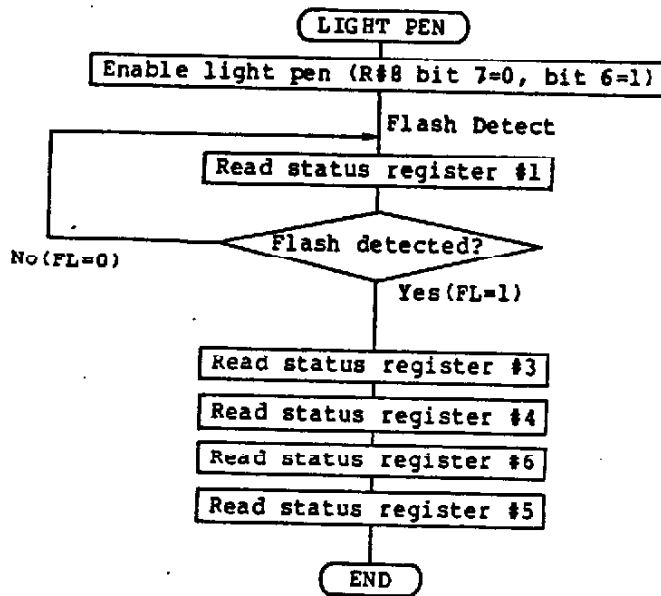 LIGHT PEN
Enable light pen (R#8 bit 7=0, bit 6=1)
Flash Detect
Read status register #1
Flash detected?
No(FL=0)
Yes(FL=1)
Read status register #3
Read status register #4
Read status register #6
Read status register #5
END